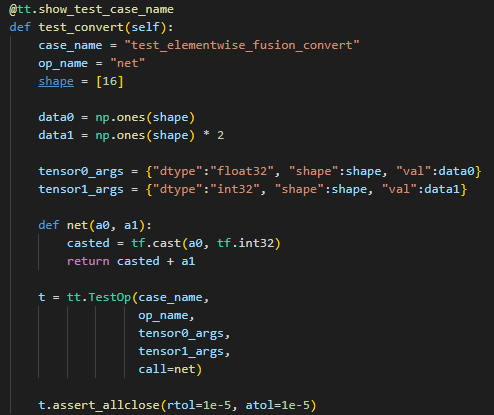 @tt.show_test_case_name
def test_convert(self):
    case_name = "test_elementwise_fusion_convert"
    op_name = "net"
    shape = [16]

    data0 = np.ones(shape)
    data1 = np.ones(shape) * 2

    tensor0_args = {"dtype":"float32", "shape":shape, "val":data0}
    tensor1_args = {"dtype":"int32", "shape":shape, "val":data1}

    def net(a0, a1):
        casted = tf.cast(a0, tf.int32)
        return casted + a1

    t = tt.TestOp(case_name,
                  op_name,
                  tensor0_args,
                  tensor1_args,
                  call=net)

    t.assert_allclose(rtol=1e-5, atol=1e-5)